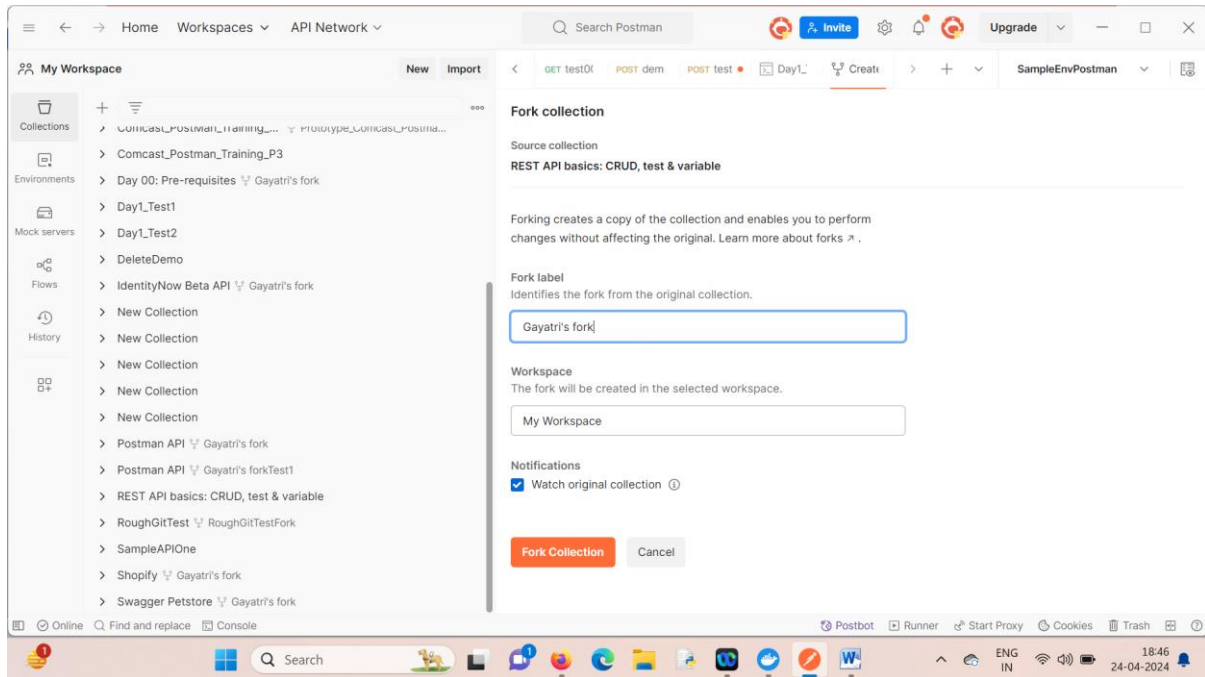 Home Workspaces API Network Search Postman Invite Upgrade
My Workspace New Import GET test0( POST dem POST test Day1_ Create SampleEnvPostman
Collections
Environments
Mock servers
Flows
History
Comcast_PostMan_Training_... Prototype_Comcast_Postma...
Comcast_Postman_Training_P3
Day 00: Pre-requisites Gayatri's fork
Day1_Test1
Day1_Test2
DeleteDemo
IdentityNow Beta API Gayatri's fork
New Collection
New Collection
New Collection
New Collection
New Collection
Postman API Gayatri's fork
Postman API Gayatri's forkTest1
REST API basics: CRUD, test & variable
RoughGitTest RoughGitTestFork
SampleAPIOne
Shopify Gayatri's fork
Swagger Petstore Gayatri's fork
Fork collection
Source collection
REST API basics: CRUD, test & variable
Forking creates a copy of the collection and enables you to perform
changes without affecting the original. Learn more about forks ↗ .
Fork label
Identifies the fork from the original collection.
Gayatri's fork
Workspace
The fork will be created in the selected workspace.
My Workspace
Notifications
Watch original collection
Fork Collection Cancel
Online Find and replace Console Postbot Runner Start Proxy Cookies Trash
1 Search 1 W ENG 18:46
IN 24-04-2024